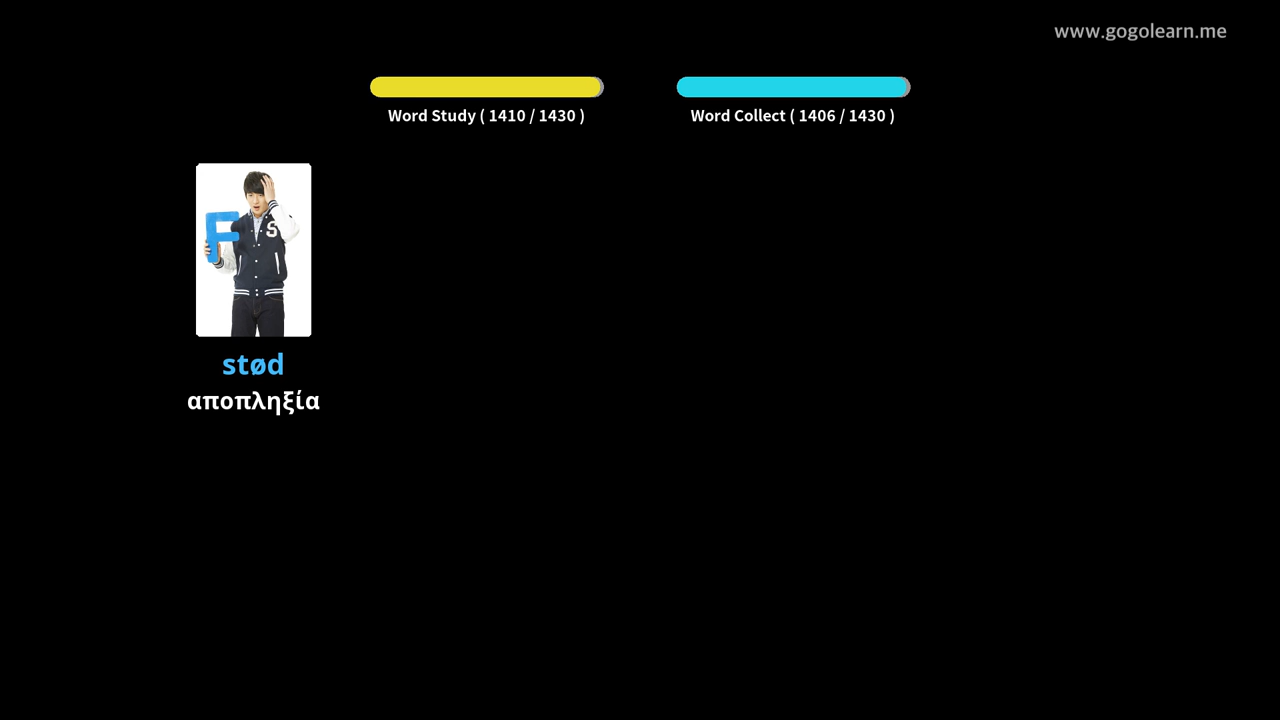 www.gogolearn.me
Word Study ( 1410 / 1430 )
Word Collect ( 1406 / 1430 )
F
S
stød
αποπληξία